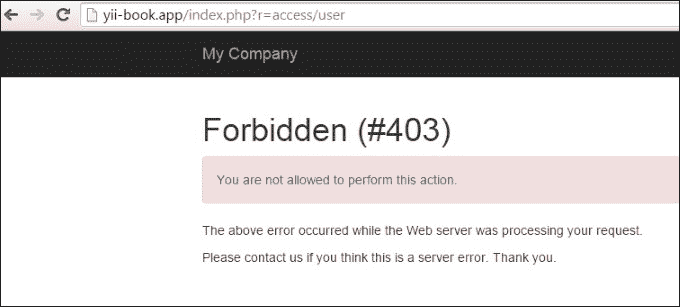 yii-book.app/index.php?r=access/user
My Company
Forbidden (#403)
You are not allowed to perform this action.
The above error occurred while the Web server was processing your request.
Please contact us if you think this is a server error. Thank you.